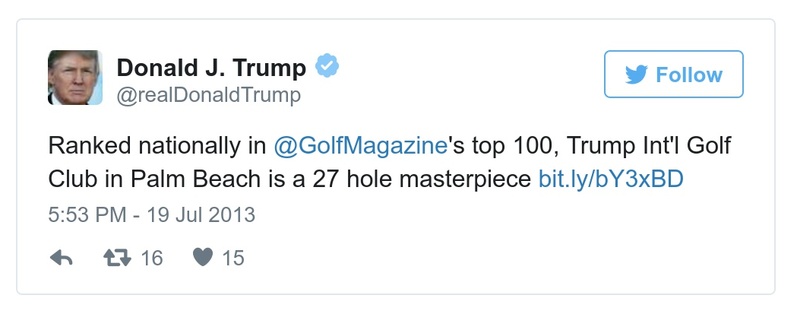 Donald J. Trump
@realDonaldTrump
Follow
Ranked nationally in @GolfMagazine's top 100, Trump Int'l Golf
Club in Palm Beach is a 27 hole masterpiece bit.ly/bY3xBD
5:53 PM - 19 Jul 2013
16 15